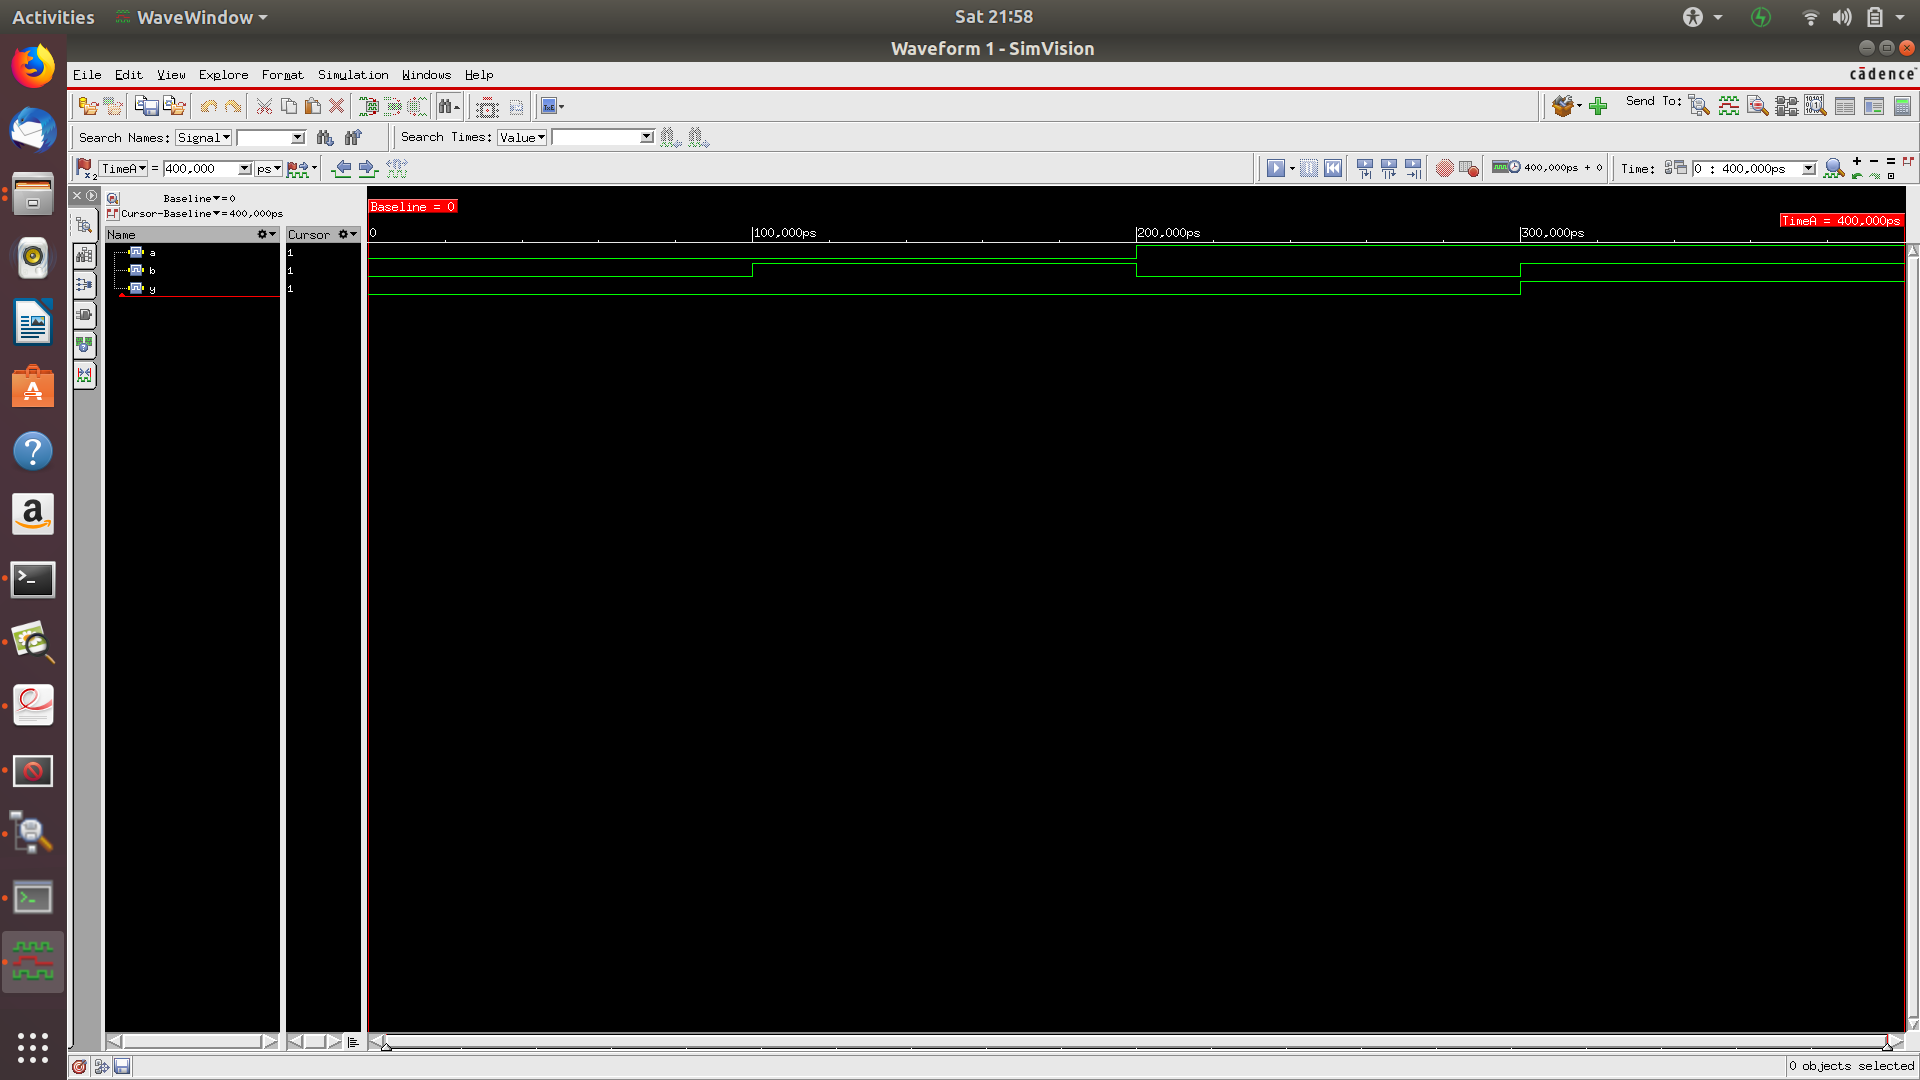 Activities
WaveWindow
Sat 21:58
Waveform 1 - SimVision
File Edit View Explore Format Simulation Windows Help
cādence
Send To:
Search Names: Signal
Search Times: Value
TimeA = 400,000 ps
400,000ps + 0
Time: 0 : 400,000ps
Baseline = 0
Cursor-Baseline = 400,000ps
Baseline = 0
TimeA = 400,000ps
Name
Cursor
0
100,000ps
200,000ps
300,000ps
a 1
b 1
y 1
0 objects selected